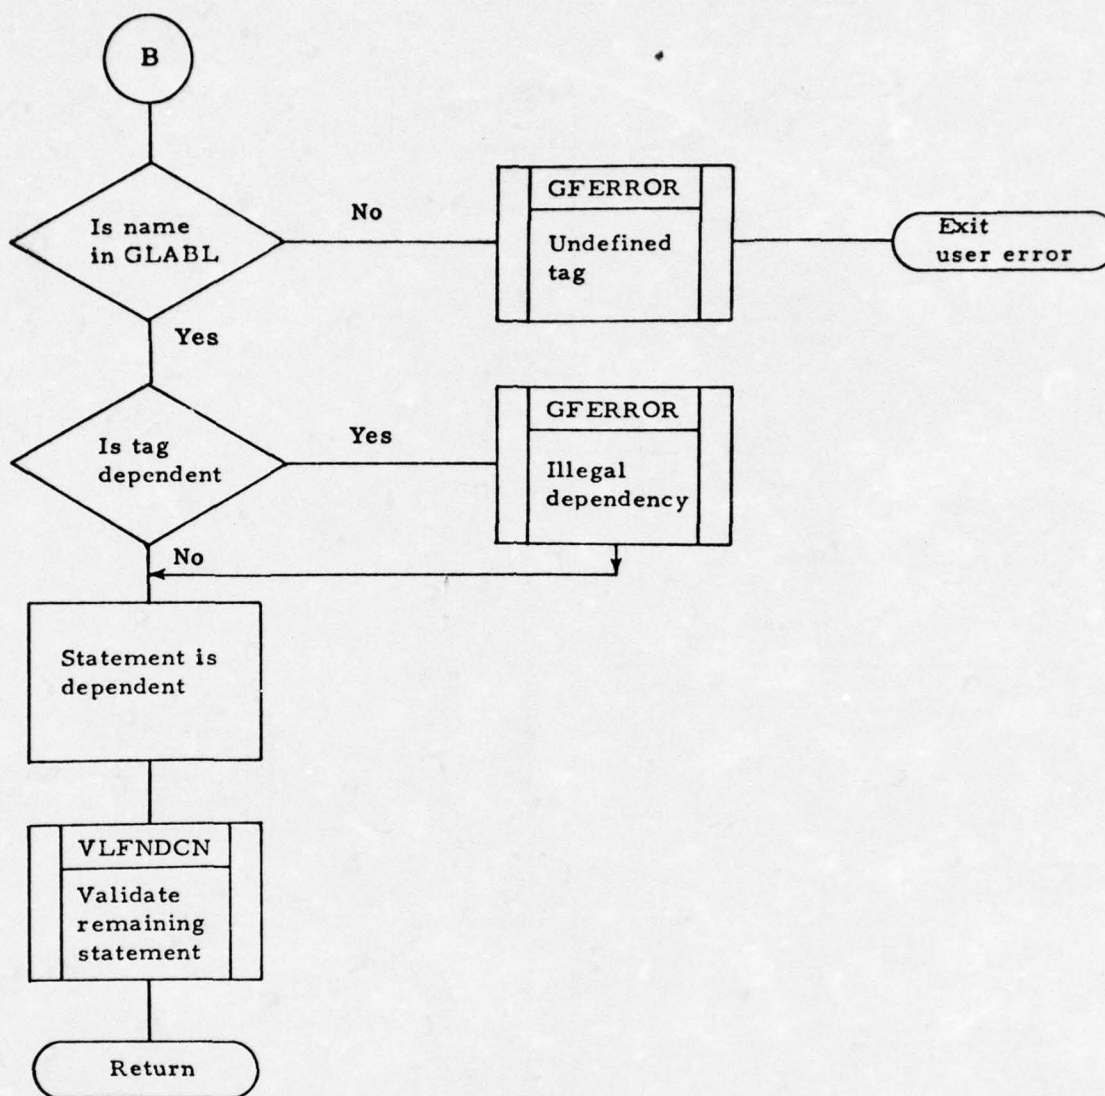 B
Is name
in GLABL
No
GFERROR
Undefined
tag
Exit
user error
Yes
Is tag
dependent
Yes
GFERROR
Illegal
dependency
No
Statement is
dependent
VLFNDCN
Validate
remaining
statement
Return